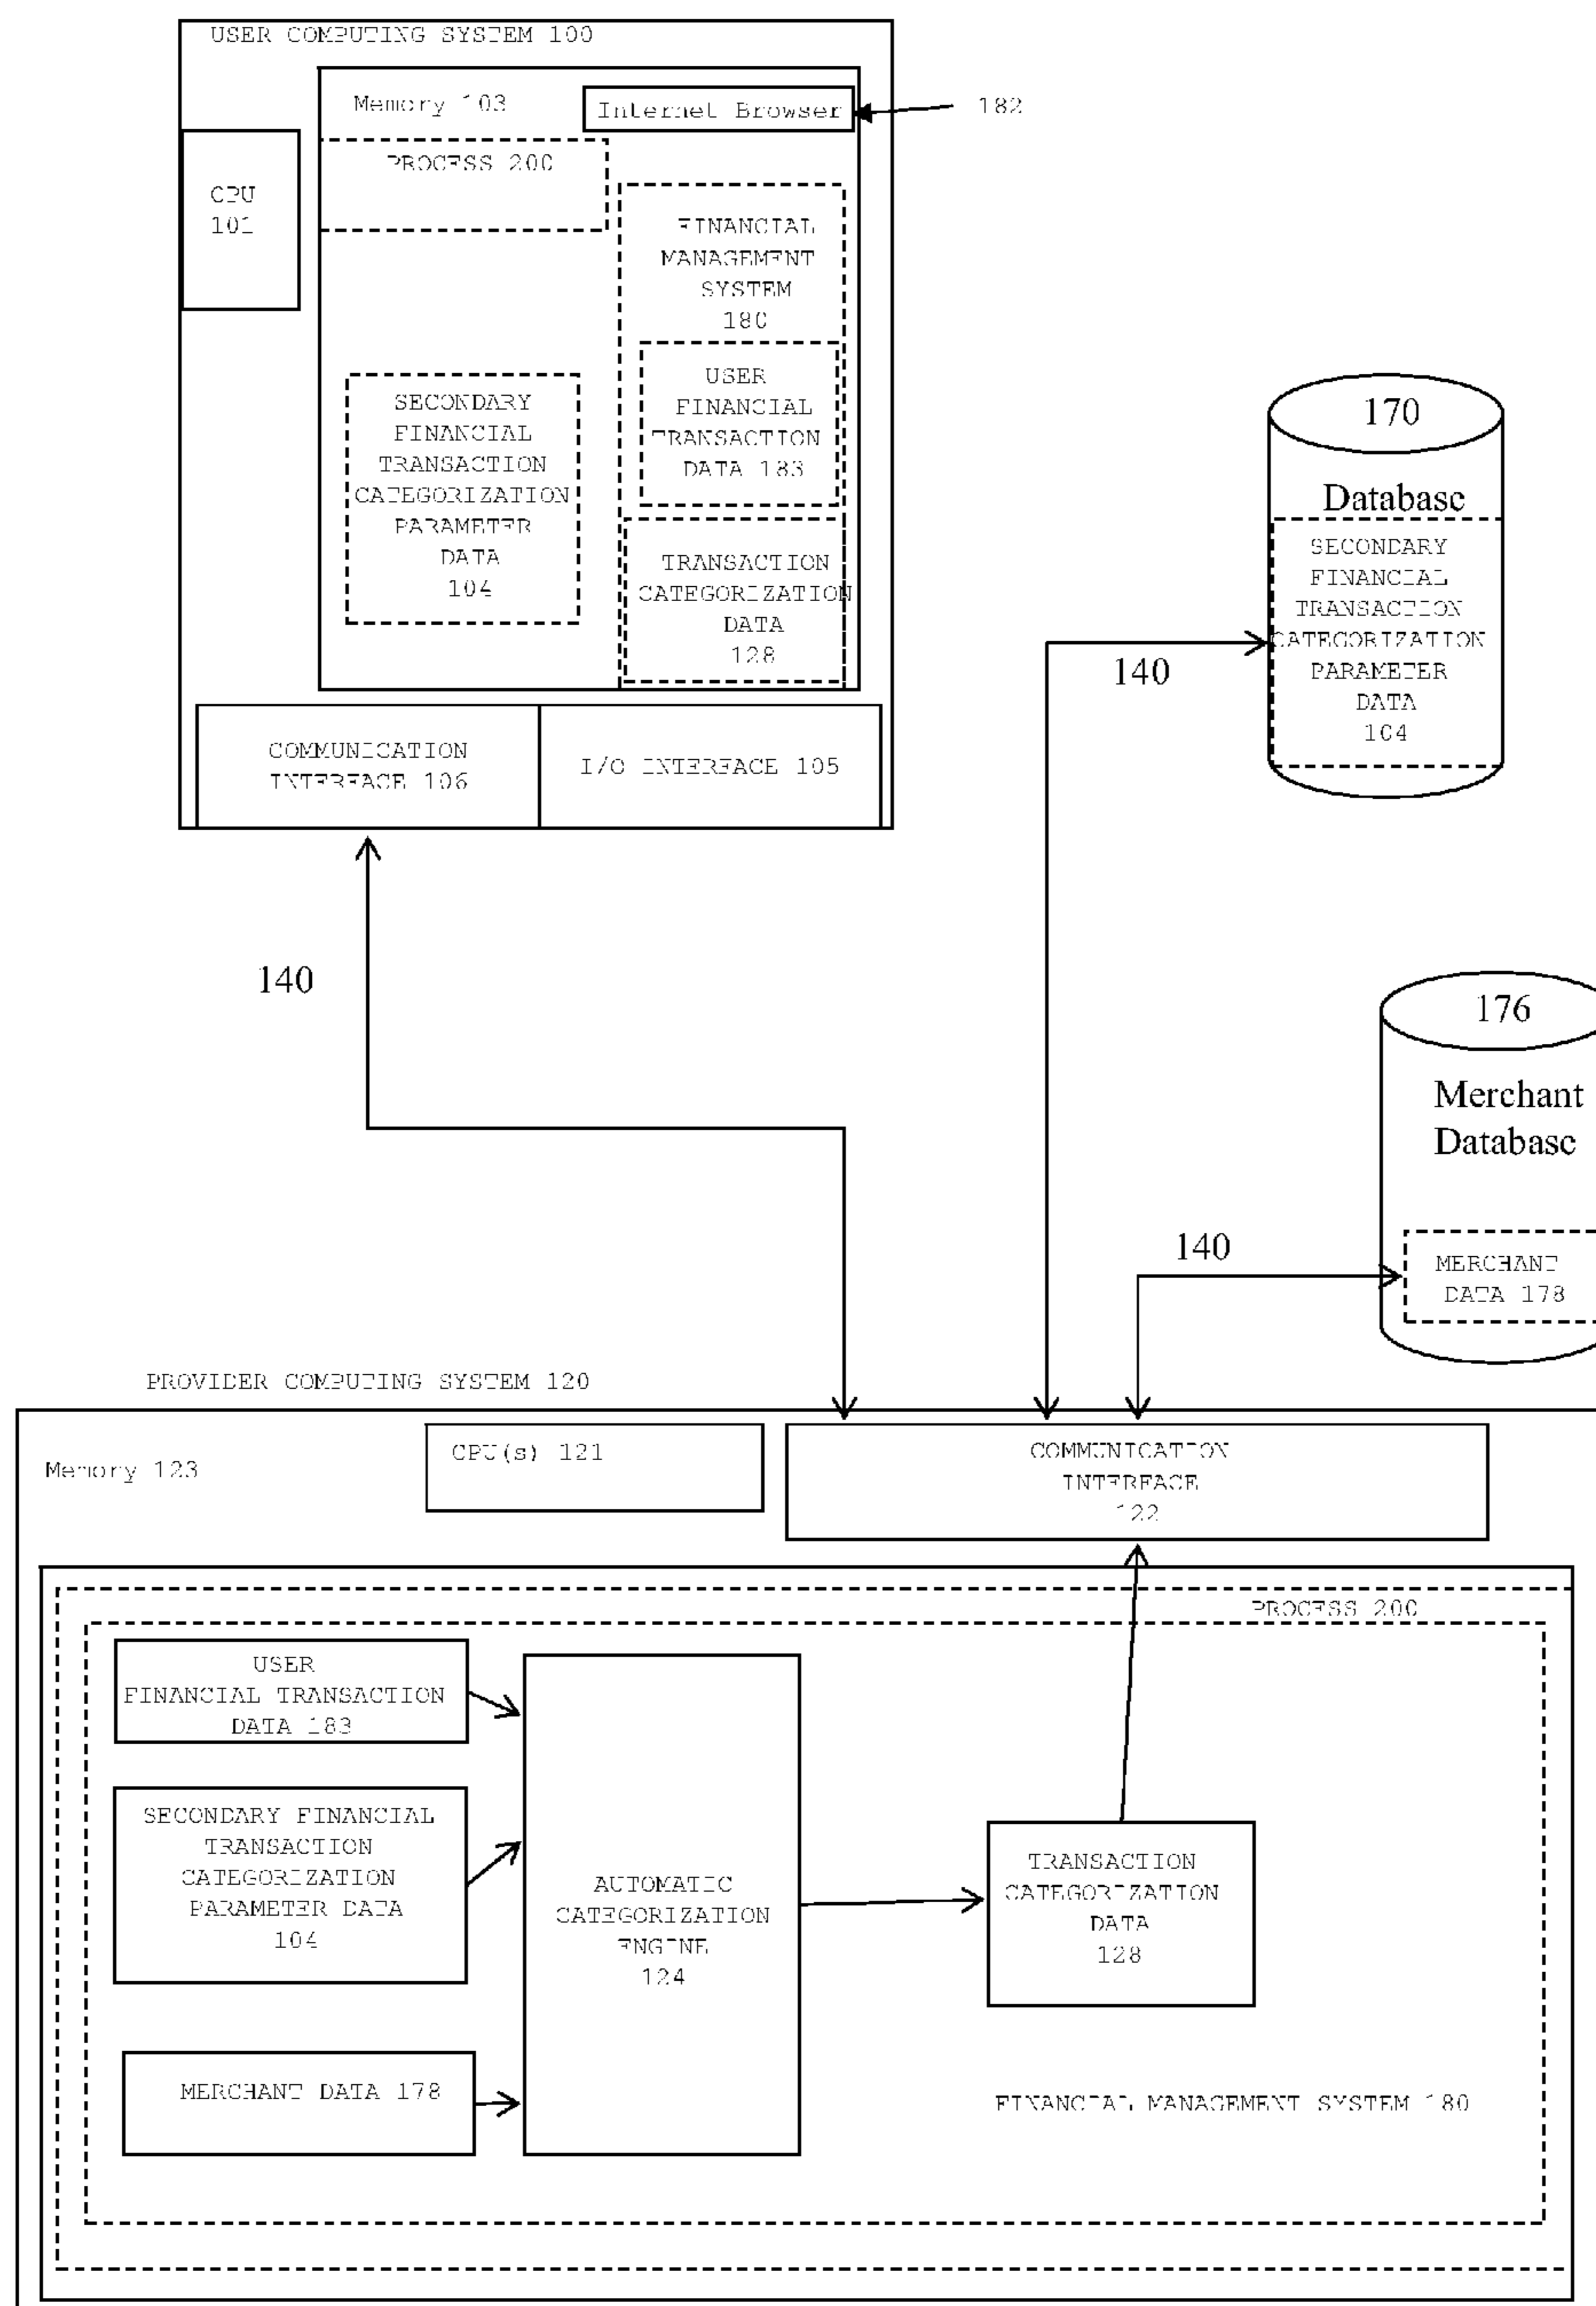 USER COMPUTING SYSTEM 100
Memory 103
Internet Browser
182
PROCESS 200
CPU
101
FINANCIAL
MANAGEMENT
SYSTEM
180
USER
FINANCIAL
TRANSACTION
DATA 183
SECONDARY
FINANCIAL
TRANSACTION
CATEGORIZATION
PARAMETER
DATA
104
TRANSACTION
CATEGORIZATION
DATA
128
COMMUNICATION
INTERFACE 106
I/O INTERFACE 105
170
Database
SECONDARY
FINANCIAL
TRANSACTION
CATEGORIZATION
PARAMETER
DATA
104
140
140
176
Merchant
Database
140
MERCHANT
DATA 178
PROVIDER COMPUTING SYSTEM 120
Memory 123
CPU(s) 121
COMMUNICATION
INTERFACE
122
PROCESS 200
USER
FINANCIAL TRANSACTION
DATA 183
SECONDARY FINANCIAL
TRANSACTION
CATEGORIZATION
PARAMETER DATA
104
MERCHANT DATA 178
AUTOMATIC
CATEGORIZATION
ENGINE
124
TRANSACTION
CATEGORIZATION
DATA
128
FINANCIAL MANAGEMENT SYSTEM 180